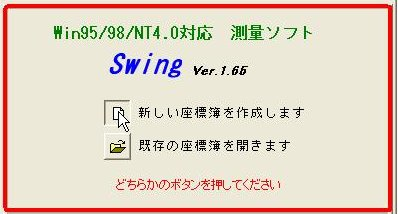 Win95/98/NT4.0対応　測量ソフト
Swing Ver.1.65
新しい座標簿を作成します
既存の座標簿を開きます
どちらかのボタンを押してください